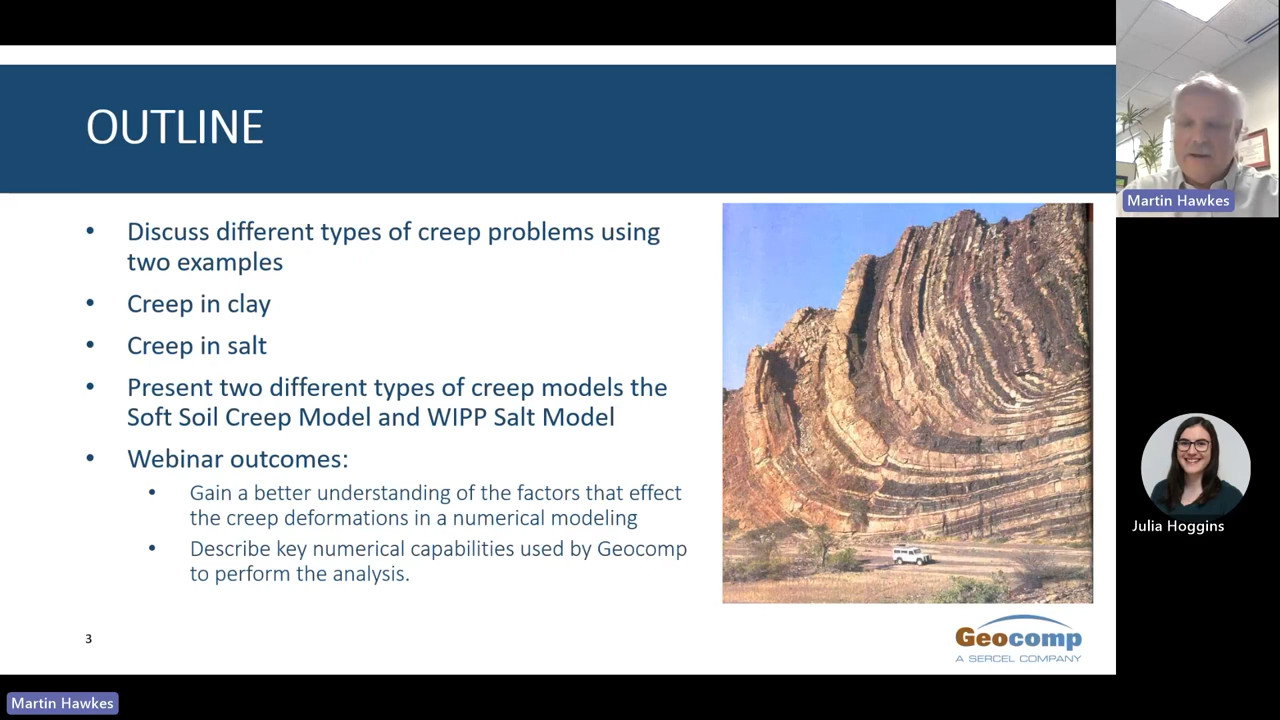 OUTLINE
• Discuss different types of creep problems using
two examples
• Creep in clay
• Creep in salt
• Present two different types of creep models the
Soft Soil Creep Model and WIPP Salt Model
• Webinar outcomes:
• Gain a better understanding of the factors that effect
the creep deformations in a numerical modeling
• Describe key numerical capabilities used by Geocomp
to perform the analysis.
3
Geocomp
A SERCEL COMPANY
Martin Hawkes
Julia Hoggins
Martin Hawkes